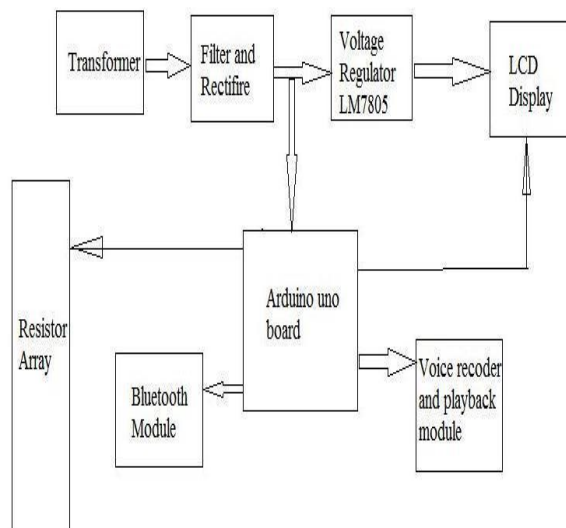 Transformer
Filter and
Rectifire
Voltage
Regulator
LM7805
LCD
Display
Resistor
Array
Arduino uno
board
Bluetooth
Module
Voice recoder
and playback
module